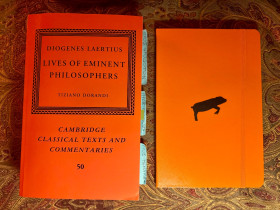 DIOGENES LAERTIUS
LIVES OF EMINENT
PHILOSOPHERS
TIZIANO DORANDI
CAMBRIDGE
CLASSICAL TEXTS AND
COMMENTARIES
50